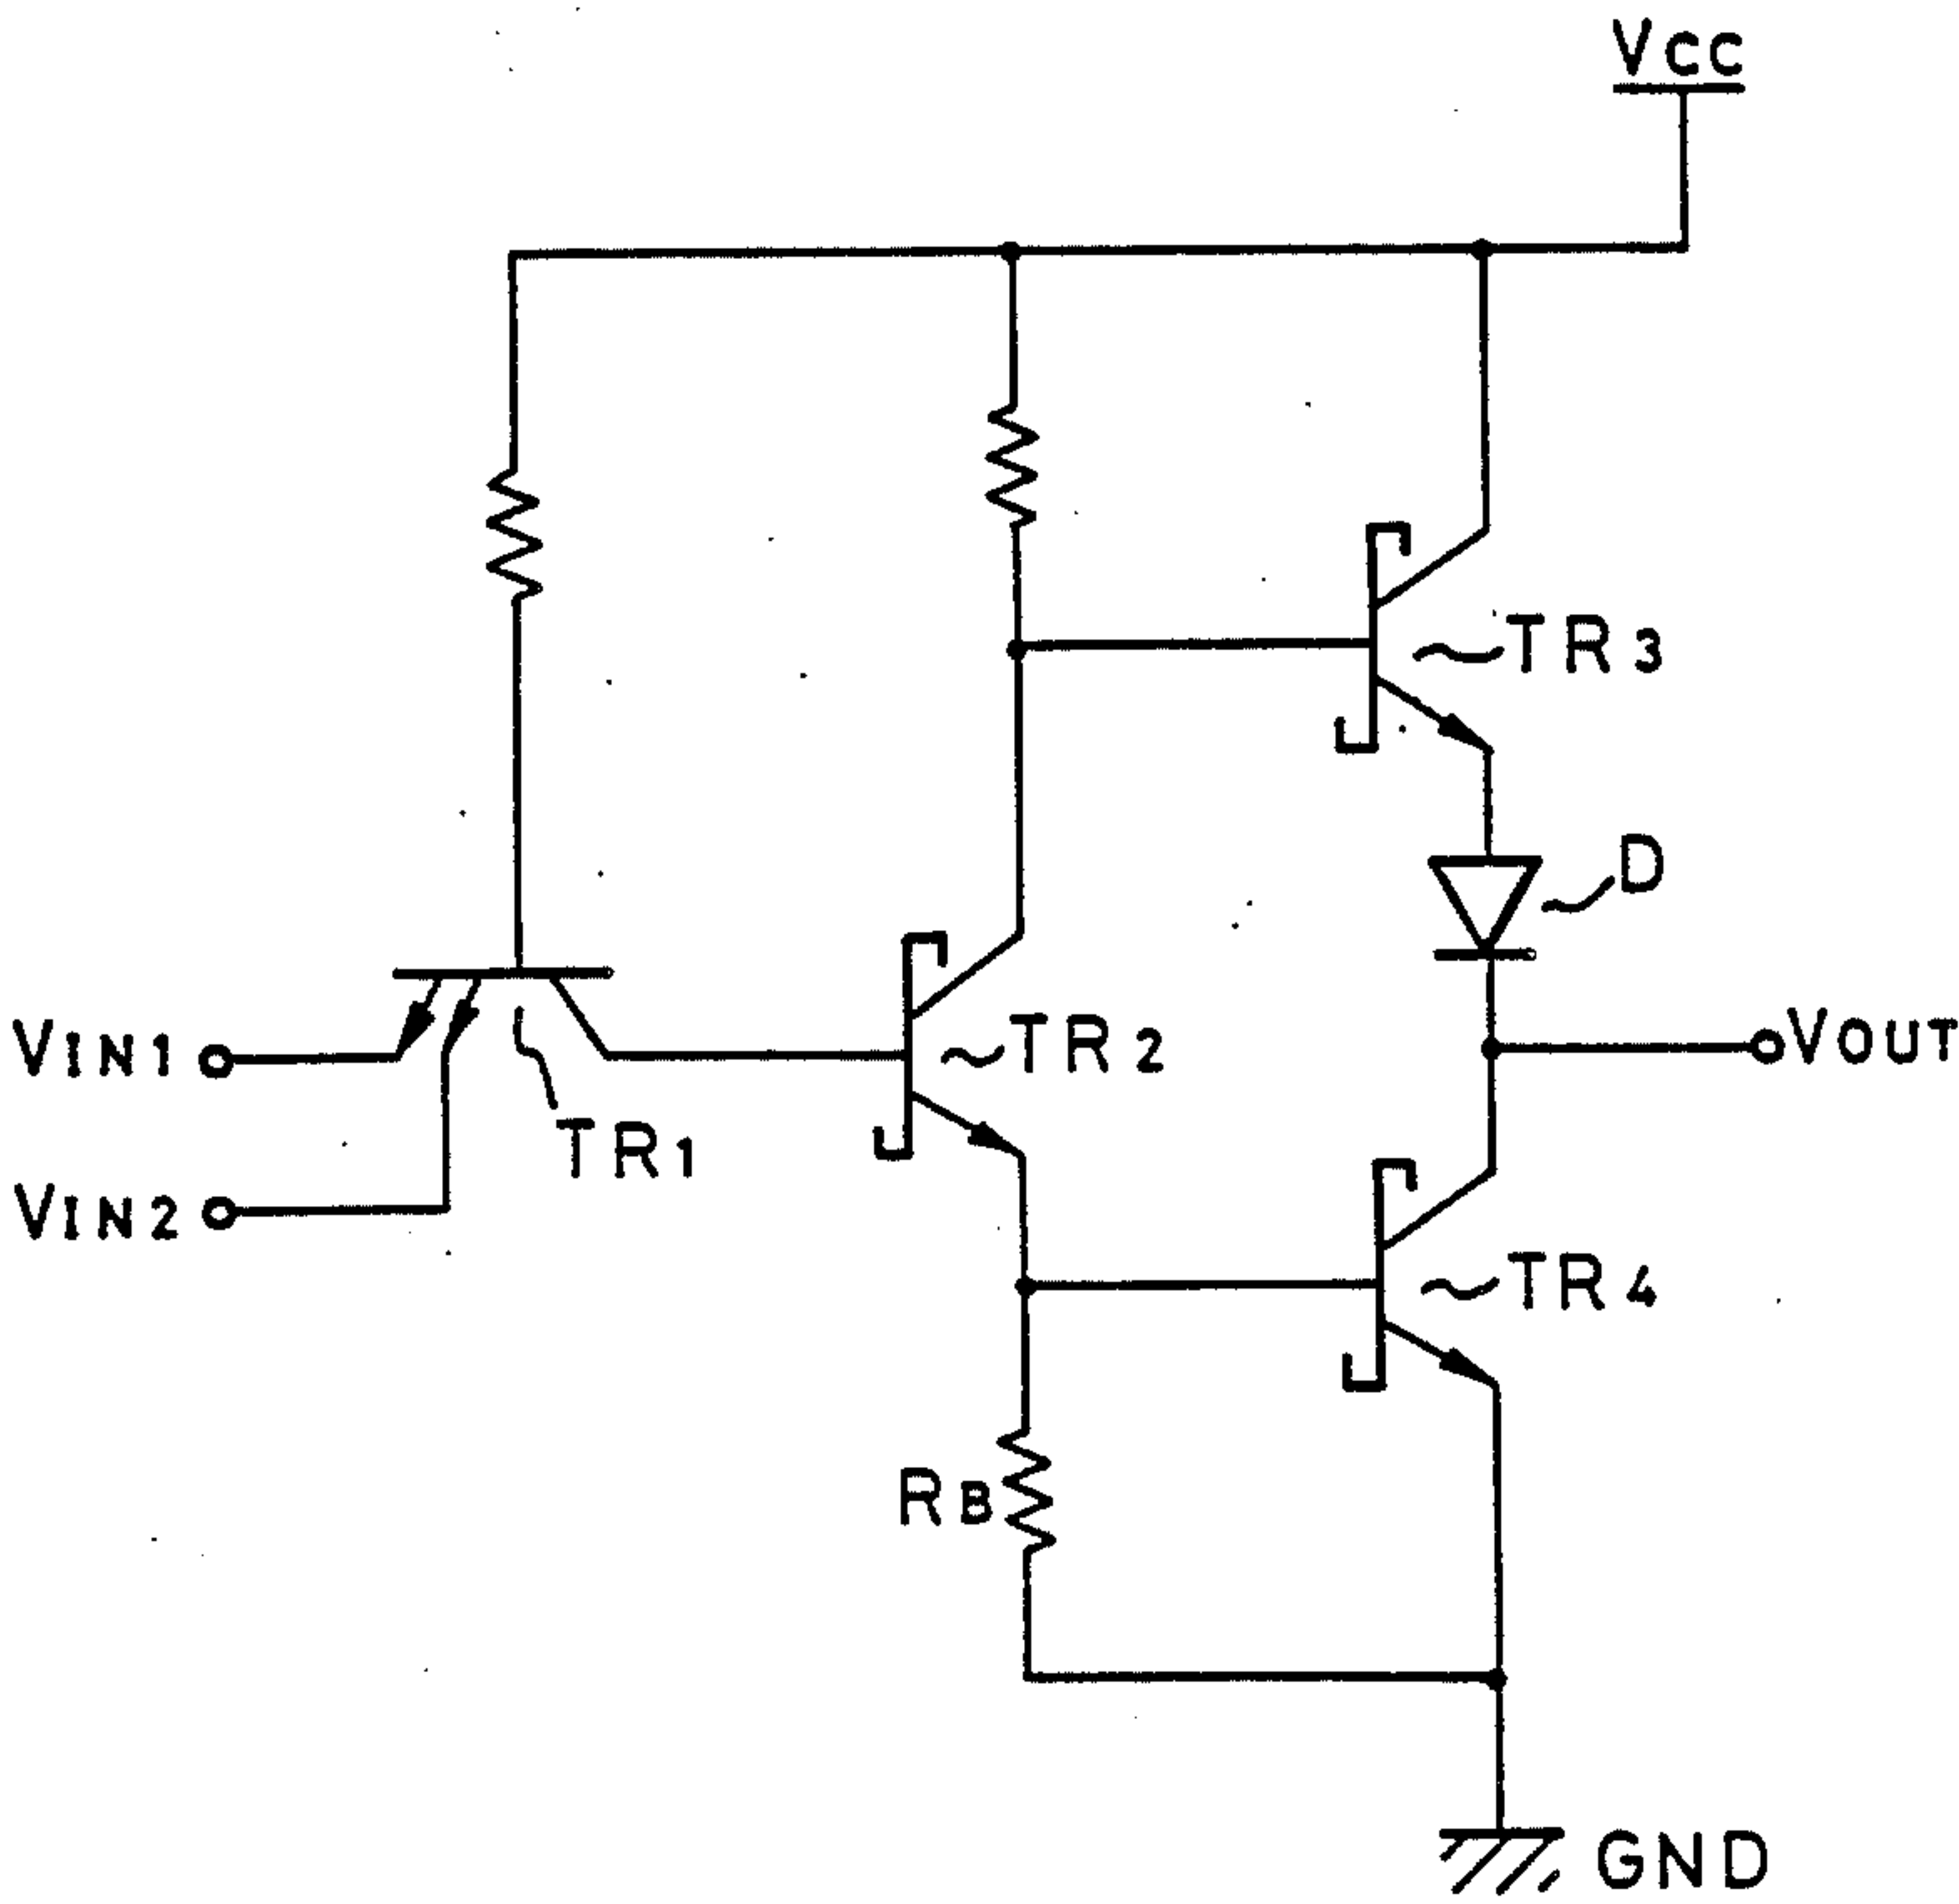 VCC
TR3
D
VIN1
TR2
VOUT
TR1
VIN2
TR4
RB
GND